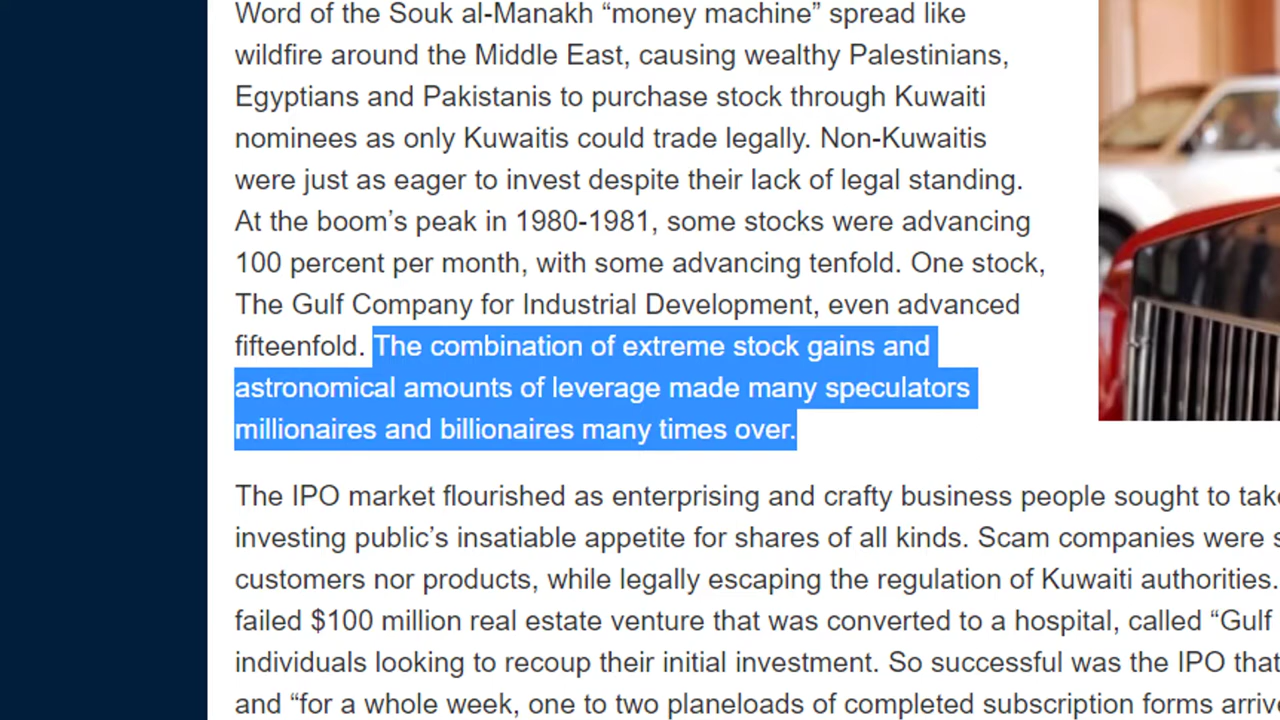 Word of the Souk al-Manakh “money machine” spread like
wildfire around the Middle East, causing wealthy Palestinians,
Egyptians and Pakistanis to purchase stock through Kuwaiti
nominees as only Kuwaitis could trade legally. Non-Kuwaitis
were just as eager to invest despite their lack of legal standing.
At the boom’s peak in 1980-1981, some stocks were advancing
100 percent per month, with some advancing tenfold. One stock,
The Gulf Company for Industrial Development, even advanced
fifteenfold. The combination of extreme stock gains and
astronomical amounts of leverage made many speculators
millionaires and billionaires many times over.
The IPO market flourished as enterprising and crafty business people sought to
investing public’s insatiable appetite for shares of all kinds. Scam companies were
customers nor products, while legally escaping the regulation of Kuwaiti authorities.
failed $100 million real estate venture that was converted to a hospital, called “Gulf
individuals looking to recoup their initial investment. So successful was the IPO
and “for a whole week, one to two planeloads of completed subscription forms